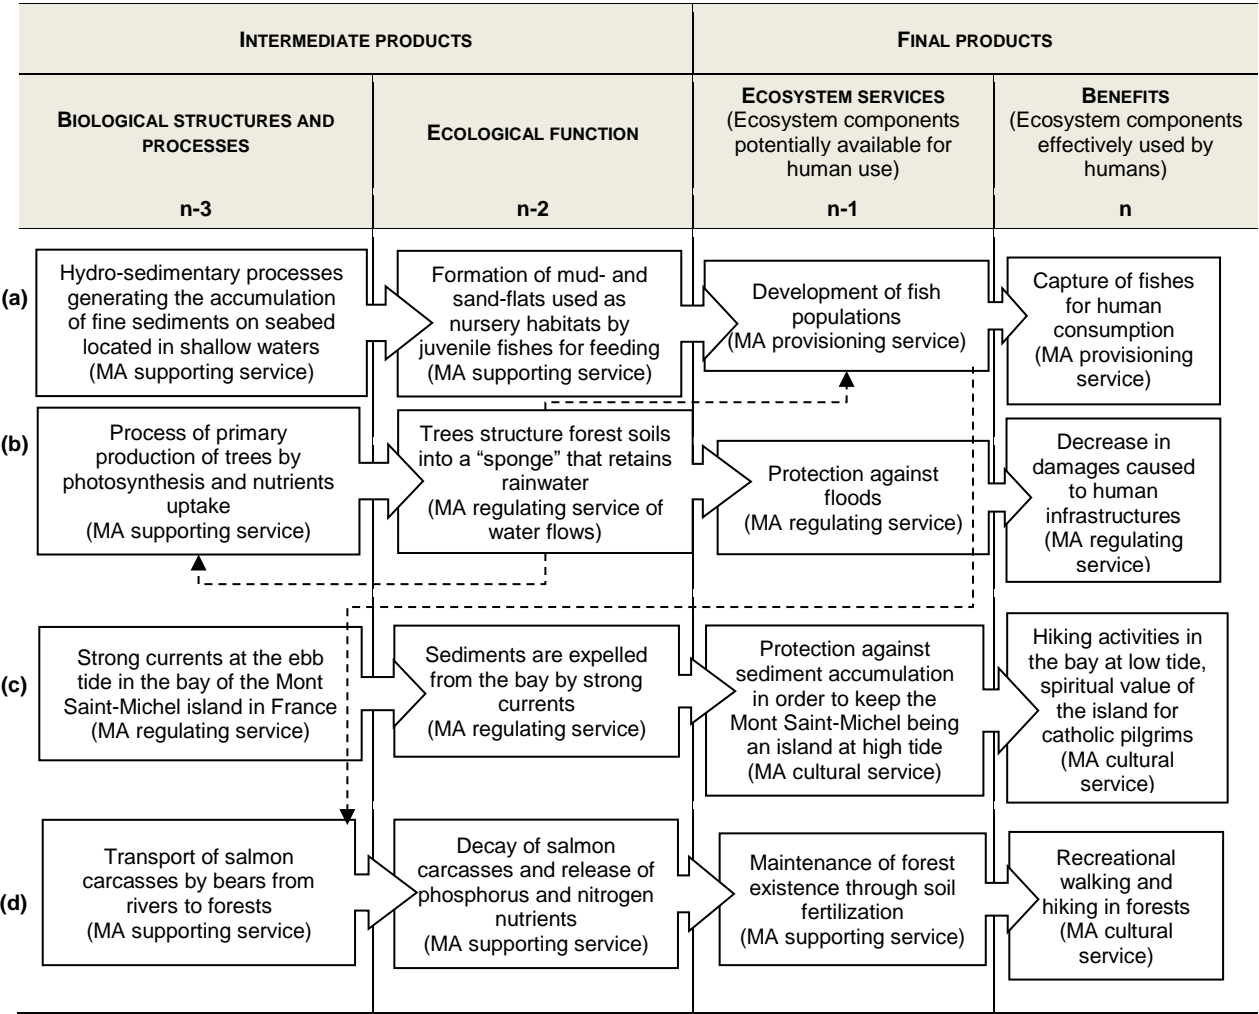 INTERMEDIATE PRODUCTS
FINAL PRODUCTS
BIOLOGICAL STRUCTURES AND
PROCESSES
n-3
ECOLOGICAL FUNCTION
n-2
ECOSYSTEM SERVICES
(Ecosystem components
potentially available for
human use)
n-1
BENEFITS
(Ecosystem components
effectively used by
humans)
n
(a)
Hydro-sedimentary processes
generating the accumulation
of fine sediments on seabed
located in shallow waters
(MA supporting service)
Formation of mud- and
sand-flats used as
nursery habitats by
juvenile fishes for feeding
(MA supporting service)
Development of fish
populations
(MA provisioning service)
Capture of fishes
for human
consumption
(MA provisioning
service)
(b)
Process of primary
production of trees by
photosynthesis and nutrients
uptake
(MA supporting service)
Trees structure forest soils
into a “sponge” that retains
rainwater
(MA regulating service of
water flows)
Protection against
floods
(MA regulating service)
Decrease in
damages caused
to human
infrastructures
(MA regulating
service)
(c)
Strong currents at the ebb
tide in the bay of the Mont
Saint-Michel island in France
(MA regulating service)
Sediments are expelled
from the bay by strong
currents
(MA regulating service)
Protection against
sediment accumulation
in order to keep the
Mont Saint-Michel being
an island at high tide
(MA cultural service)
Hiking activities in
the bay at low tide,
spiritual value of
the island for
catholic pilgrims
(MA cultural
service)
(d)
Transport of salmon
carcasses by bears from
rivers to forests
(MA supporting service)
Decay of salmon
carcasses and release of
phosphorus and nitrogen
nutrients
(MA supporting service)
Maintenance of forest
existence through soil
fertilization
(MA supporting service)
Recreational
walking and
hiking in forests
(MA cultural
service)